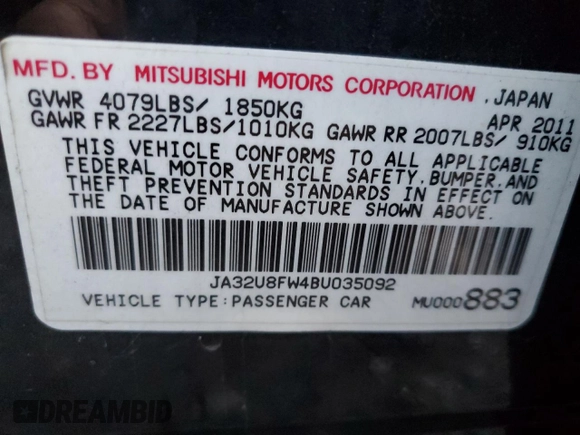 MFD. BY MITSUBISHI MOTORS CORPORATION , JAPAN
GVWR 4079LBS/ 1850KG APR 2011
GAWR FR 2227LBS/1010KG GAWR RR 2007LBS/ 910KG
THIS VEHICLE CONFORMS TO ALL APPLICABLE
FEDERAL MOTOR VEHICLE SAFETY, BUMPER, AND
THEFT PREVENTION STANDARDS IN EFFECT ON
THE DATE OF MANUFACTURE SHOWN ABOVE.
JA32U8FW4BU035092
VEHICLE TYPE: PASSENGER CAR MU000883
DREAMBID